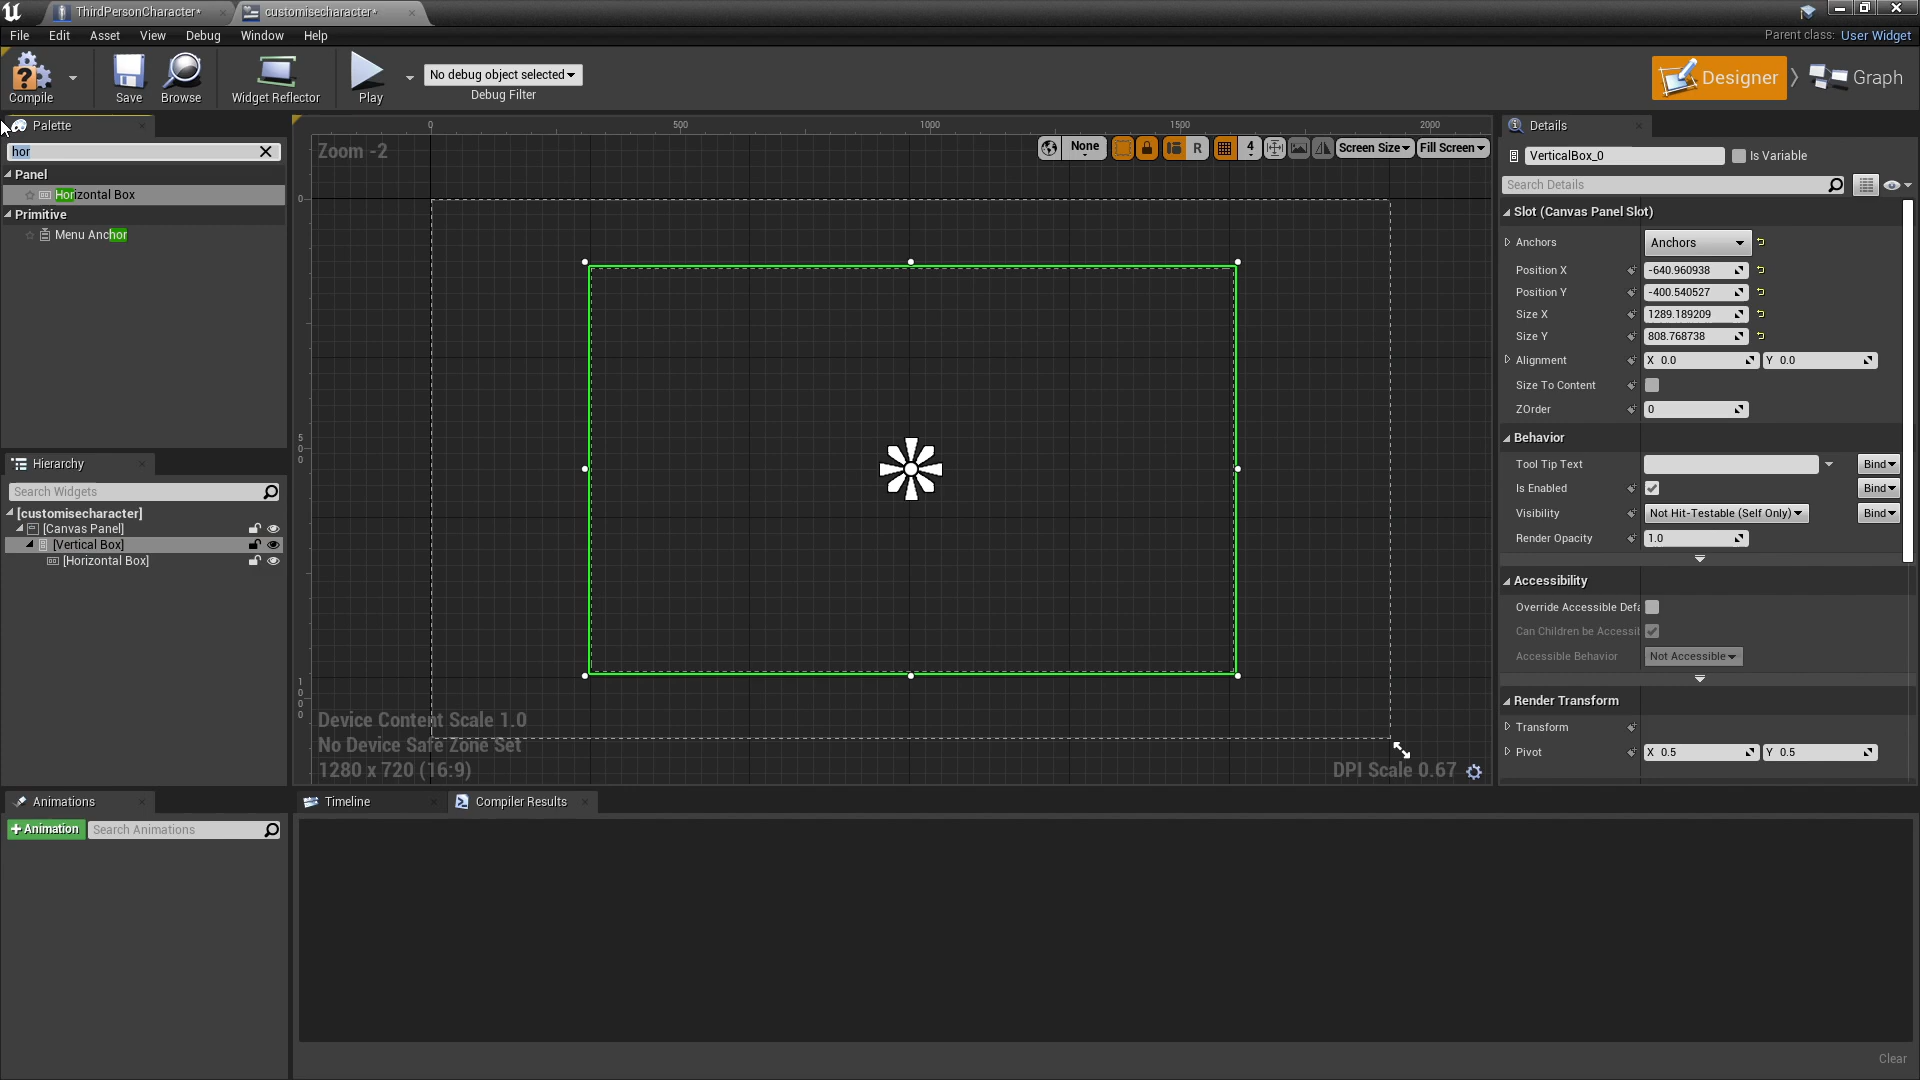 ThirdPersonCharacter*
customisecharacter*
File Edit Asset View Debug Window Help
Parent class: User Widget
Compile
Save
Browse
Widget Reflector
Play
No debug object selected
Debug Filter
Designer
Graph
Palette
hor
Panel
Horizontal Box
Primitive
Menu Anchor
Hierarchy
Search Widgets
[customisecharacter]
[Canvas Panel]
[Vertical Box]
[Horizontal Box]
0 500 1000 1500 2000
Zoom -2
None
R
4
Screen Size
Fill Screen
0
500
1000
Device Content Scale 1.0
No Device Safe Zone Set
1280 x 720 (16:9)
DPI Scale 0.67
Details
VerticalBox_0
Is Variable
Search Details
Slot (Canvas Panel Slot)
Anchors Anchors
Position X -640.960938
Position Y -400.540527
Size X 1289.189209
Size Y 808.768738
Alignment X 0.0 Y 0.0
Size To Content
ZOrder 0
Behavior
Tool Tip Text Bind
Is Enabled Bind
Visibility Not Hit-Testable (Self Only) Bind
Render Opacity 1.0
Accessibility
Override Accessible Defa
Can Children be Accessit
Accessible Behavior Not Accessible
Render Transform
Transform
Pivot X 0.5 Y 0.5
Animations
+Animation
Search Animations
Timeline
Compiler Results
Clear